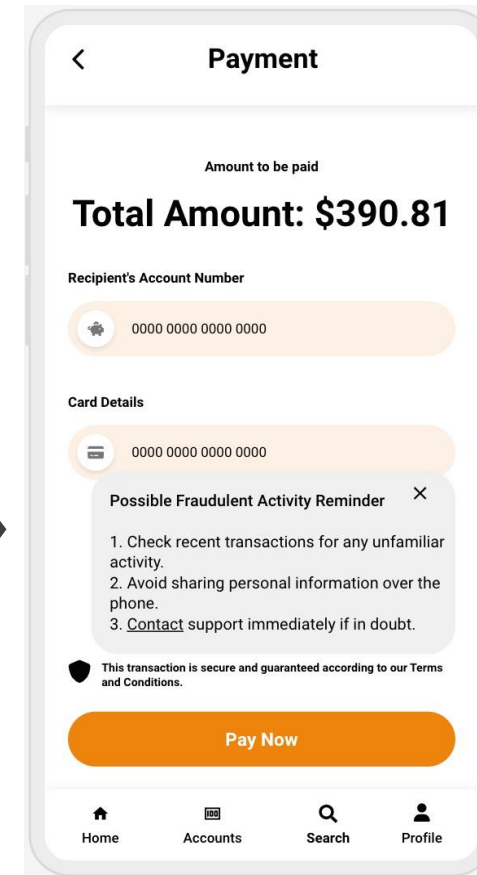 Payment
Amount to be paid
Total Amount: $390.81
Recipient's Account Number
0000 0000 0000 0000
Card Details
0000 0000 0000 0000
Possible Fraudulent Activity Reminder
1. Check recent transactions for any unfamiliar
activity.
2. Avoid sharing personal information over the
phone.
3. Contact support immediately if in doubt.
This transaction is secure and guaranteed according to our Terms
and Conditions.
Pay Now
Home Accounts Search Profile